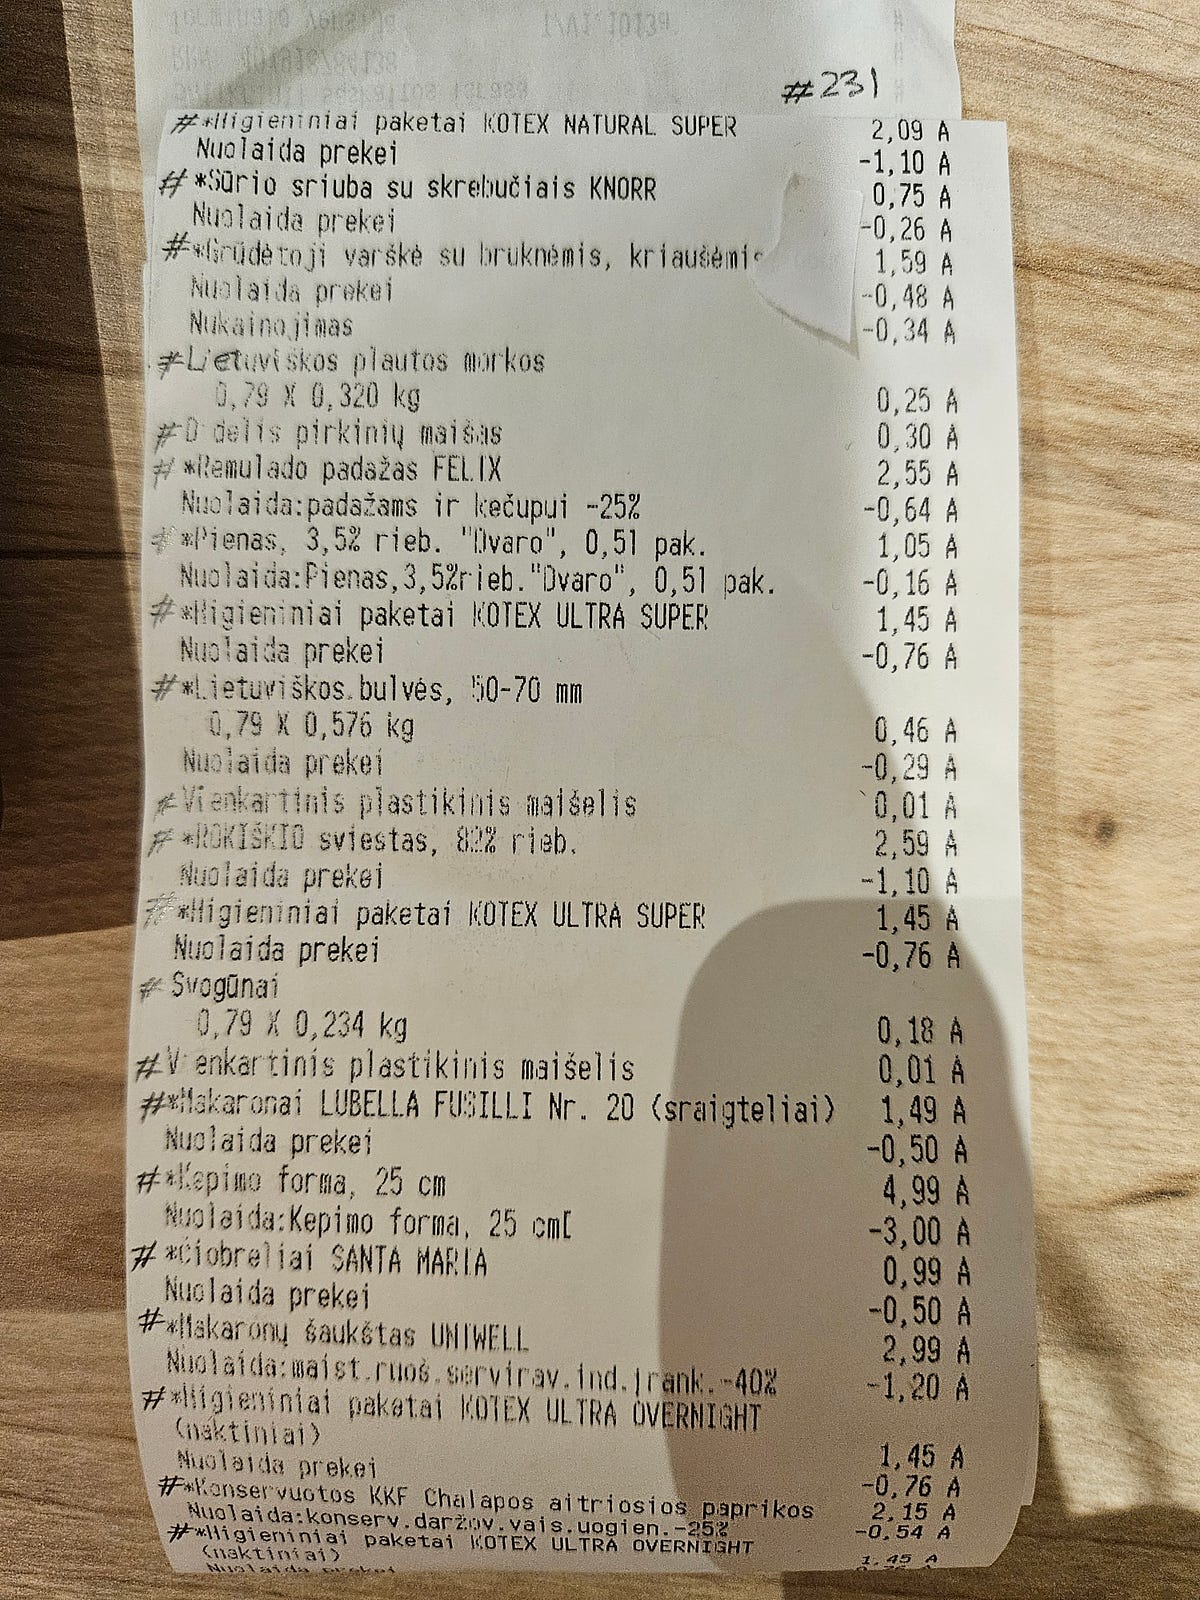 #231
# *Higieniniai paketai KOTEX NATURAL SUPER 2,09 A
Nuolaida prekei -1,10 A
# *Sūrio sriuba su skrebučiais KNORR 0,75 A
Nuolaida prekei -0,26 A
# *Grūdėtoji varškė su bruknėmis, kriaušėmis 1,59 A
Nuolaida prekei -0,48 A
Nukainojimas -0,34 A
# Lietuviškos plautos morkos
0,79 X 0,320 kg 0,25 A
# Didelis pirkinių maišas 0,30 A
# *Remulado padažas FELIX 2,55 A
Nuolaida:padažams ir kečupui -25% -0,64 A
# *Pienas, 3,5% rieb. "Dvaro", 0,5l pak. 1,05 A
Nuolaida:Pienas,3,5%rieb."Dvaro", 0,5l pak. -0,16 A
# *Higieniniai paketai KOTEX ULTRA SUPER 1,45 A
Nuolaida prekei -0,76 A
# *Lietuviškos bulvės, 50-70 mm
0,79 X 0,576 kg 0,46 A
Nuolaida prekei -0,29 A
# Vienkartinis plastikinis maišelis 0,01 A
# *ROKIŠKIO sviestas, 82% rieb. 2,59 A
Nuolaida prekei -1,10 A
# *Higieniniai paketai KOTEX ULTRA SUPER 1,45 A
Nuolaida prekei -0,76 A
# Svogūnai
0,79 X 0,234 kg 0,18 A
# Vienkartinis plastikinis maišelis 0,01 A
# *Makaronai LUBELLA FUSILLI Nr. 20 (sraigteliai) 1,49 A
Nuolaida prekei -0,50 A
# *Kepimo forma, 25 cm 4,99 A
Nuolaida:Kepimo forma, 25 cm[ -3,00 A
# *Čiobreliai SANTA MARIA 0,99 A
Nuolaida prekei -0,50 A
# *Makaronų šaukštas UNIWELL 2,99 A
Nuolaida:maist.ruoš.servirav.ind.įrank.-40% -1,20 A
# *Higieniniai paketai KOTEX ULTRA OVERNIGHT
(naktiniai) 1,45 A
Nuolaida prekei -0,76 A
# *Konservuotos KKF Chalapos aitriosios paprikos 2,15 A
Nuolaida:konserv.daržov.vais.uogien.-25% -0,54 A
# *Higieniniai paketai KOTEX ULTRA OVERNIGHT
(naktiniai) 1,45 A
Nuolaida prekei